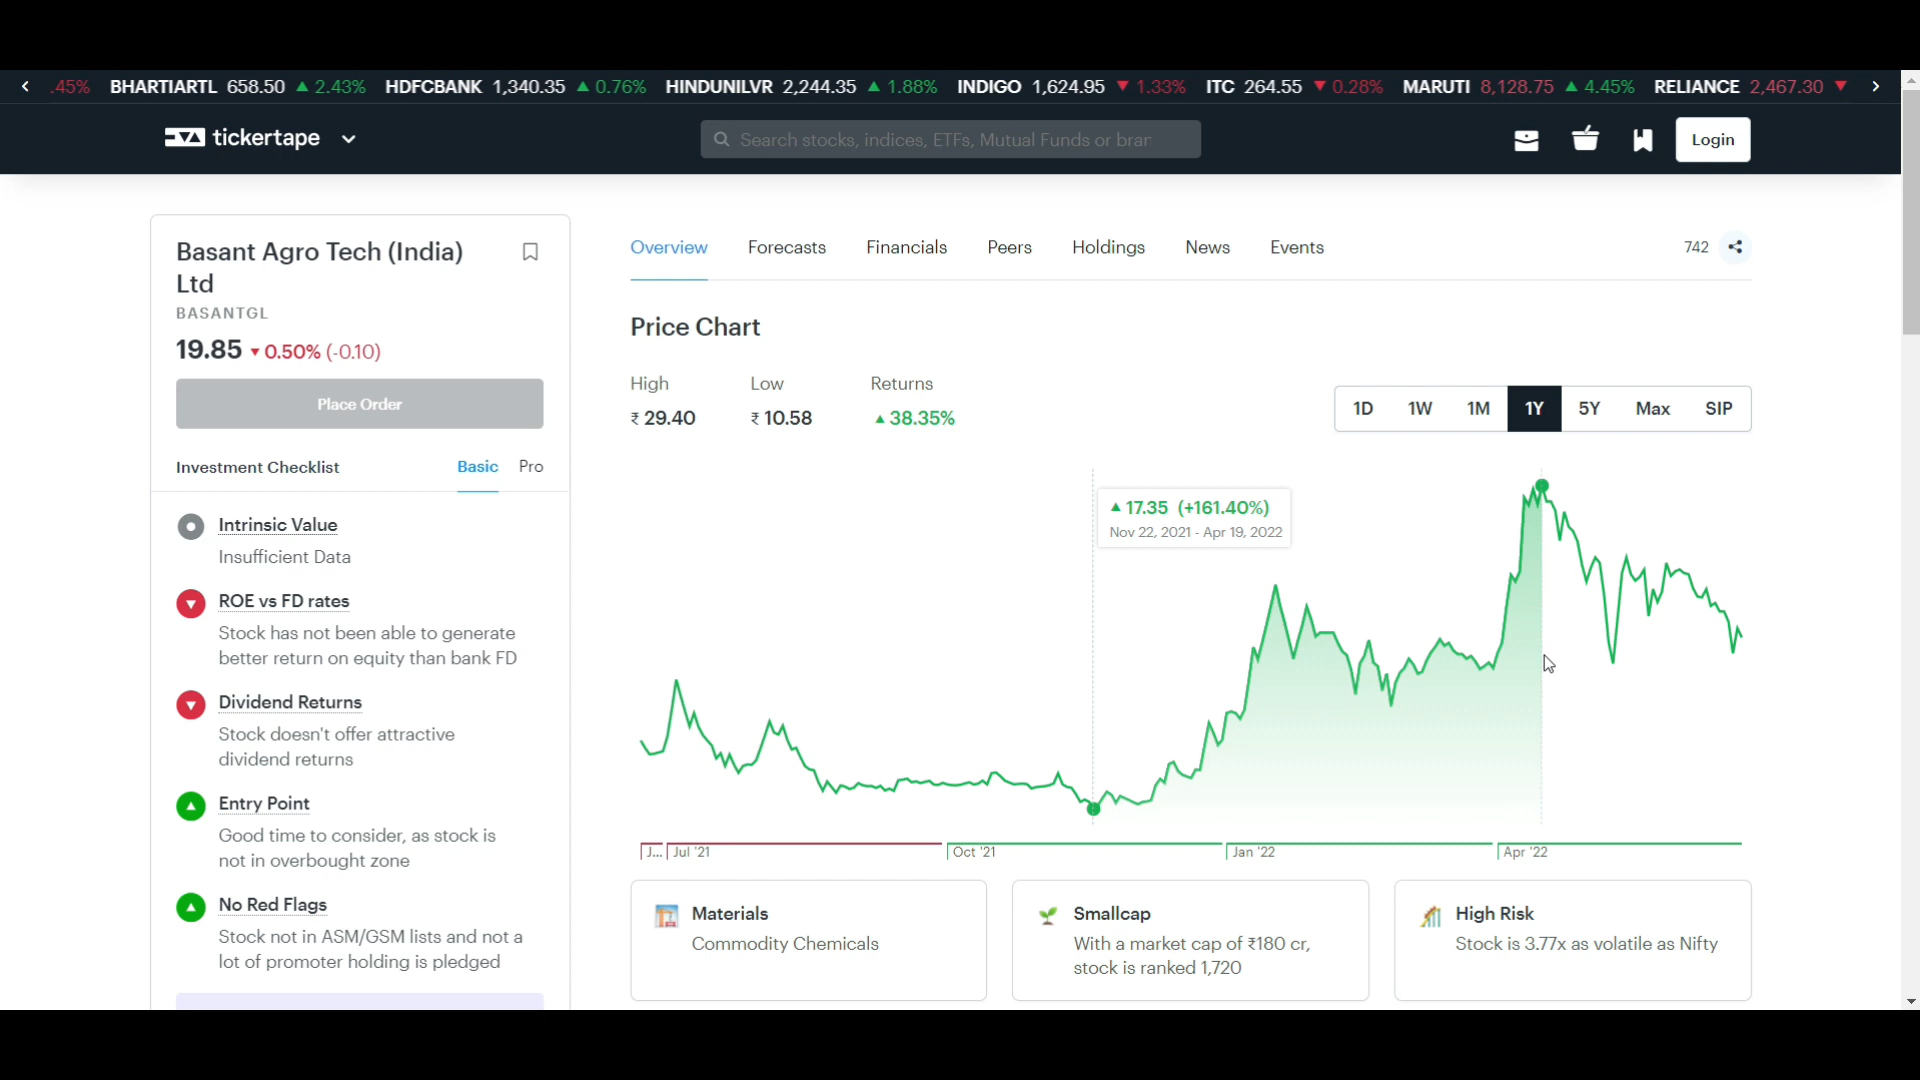 .45% BHARTIARTL 658.50 ▲ 2.43% HDFCBANK 1,340.35 ▲ 0.76% HINDUNILVR 2,244.35 ▲ 1.88% INDIGO 1,624.95 ▼ 1.33% ITC 264.55 ▼ 0.28% MARUTI 8,128.75 ▲ 4.45% RELIANCE 2,467.30 ▼
tickertape
Search stocks, indices, ETFs, Mutual Funds or bran
Login
Basant Agro Tech (India)
Ltd
BASANTGL
19.85 ▼ 0.50% (-0.10)
Place Order
Investment Checklist Basic Pro
Intrinsic Value
Insufficient Data
ROE vs FD rates
Stock has not been able to generate
better return on equity than bank FD
Dividend Returns
Stock doesn't offer attractive
dividend returns
Entry Point
Good time to consider, as stock is
not in overbought zone
No Red Flags
Stock not in ASM/GSM lists and not a
lot of promoter holding is pledged
Overview Forecasts Financials Peers Holdings News Events 742
Price Chart
High Low Returns
₹ 29.40 ₹ 10.58 ▲ 38.35%
1D 1W 1M 1Y 5Y Max SIP
▲ 17.35 (+161.40%)
Nov 22, 2021 - Apr 19, 2022
J... Jul '21 Oct '21 Jan '22 Apr '22
Materials
Commodity Chemicals
Smallcap
With a market cap of ₹180 cr,
stock is ranked 1,720
High Risk
Stock is 3.77x as volatile as Nifty